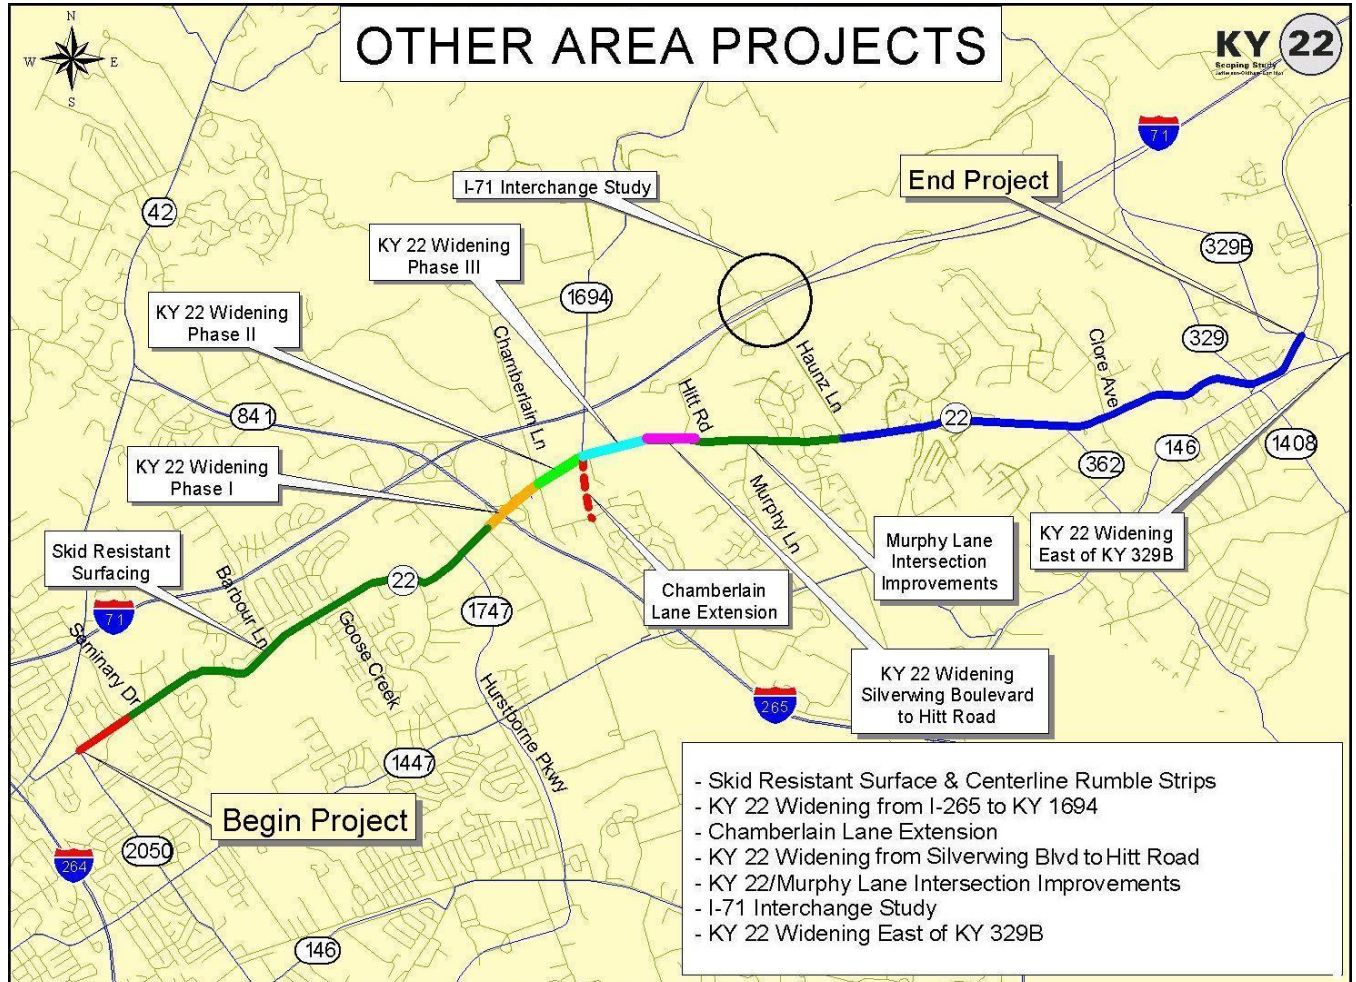 OTHER AREA PROJECTS
KY 22
Scoping Study
N
W E
S
71
I-71 Interchange Study
End Project
42
KY 22 Widening
Phase III
329B
1694
KY 22 Widening
Phase II
Chamberlain Ln
Haunz Ln
Clore Ave
329
Hitt Rd
841
22
146
1408
362
KY 22 Widening
Phase I
Murphy Ln
KY 22 Widening
East of KY 329B
Skid Resistant
Surfacing
Murphy Lane
Intersection
Improvements
Barbour Ln
22
Chamberlain
Lane Extension
71
1747
Goose Creek
Seminary Dr
KY 22 Widening
Silverwing Boulevard
to Hitt Road
Hurstborne Pkwy
265
1447
Begin Project
2050
264
146
- Skid Resistant Surface & Centerline Rumble Strips
- KY 22 Widening from I-265 to KY 1694
- Chamberlain Lane Extension
- KY 22 Widening from Silverwing Blvd to Hitt Road
- KY 22/Murphy Lane Intersection Improvements
- I-71 Interchange Study
- KY 22 Widening East of KY 329B